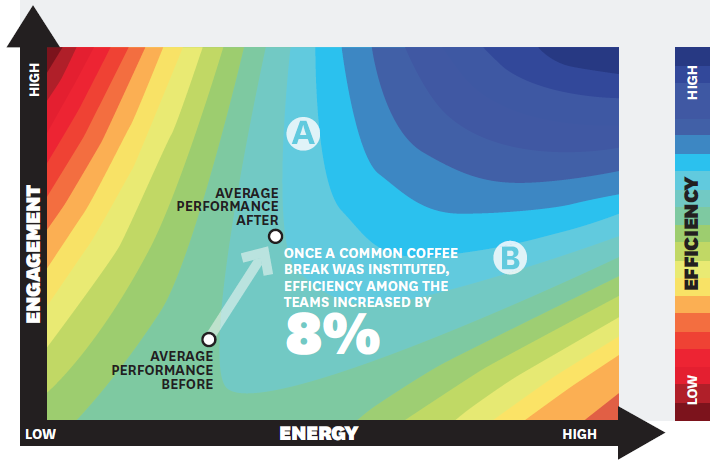 HIGH
HIGH
A
AVERAGE
PERFORMANCE
AFTER
ENGAGEMENT
EFFICIENCY
ONCE A COMMON COFFEE
BREAK WAS INSTITUTED,
EFFICIENCY AMONG THE
TEAMS INCREASED BY
8%
B
AVERAGE
PERFORMANCE
BEFORE
LOW
LOW
ENERGY
HIGH